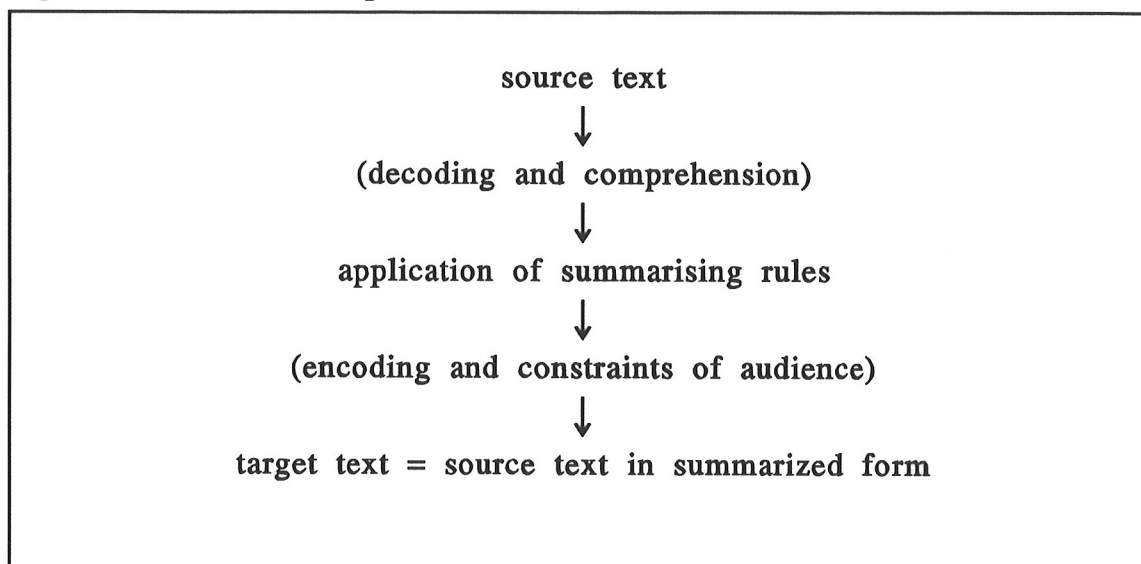 source text
↓
(decoding and comprehension)
↓
application of summarising rules
↓
(encoding and constraints of audience)
↓
target text = source text in summarized form